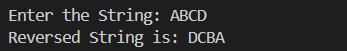 Enter the String: ABCD
Reversed String is: DCBA